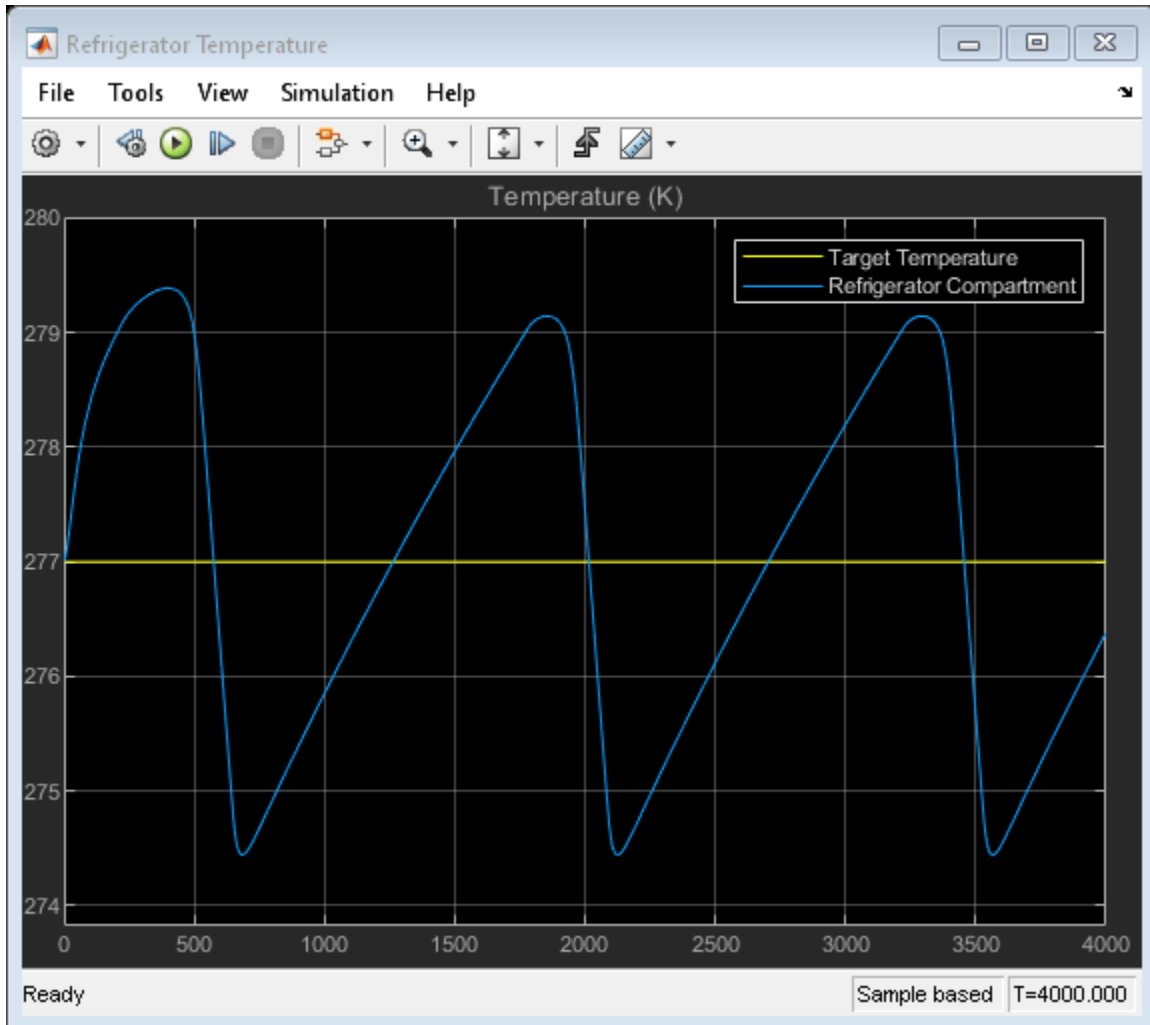 Refrigerator Temperature
File Tools View Simulation Help
Temperature (K)
280
Target Temperature
Refrigerator Compartment
279
278
277
276
275
274
0 500 1000 1500 2000 2500 3000 3500 4000
Ready Sample based T=4000.000